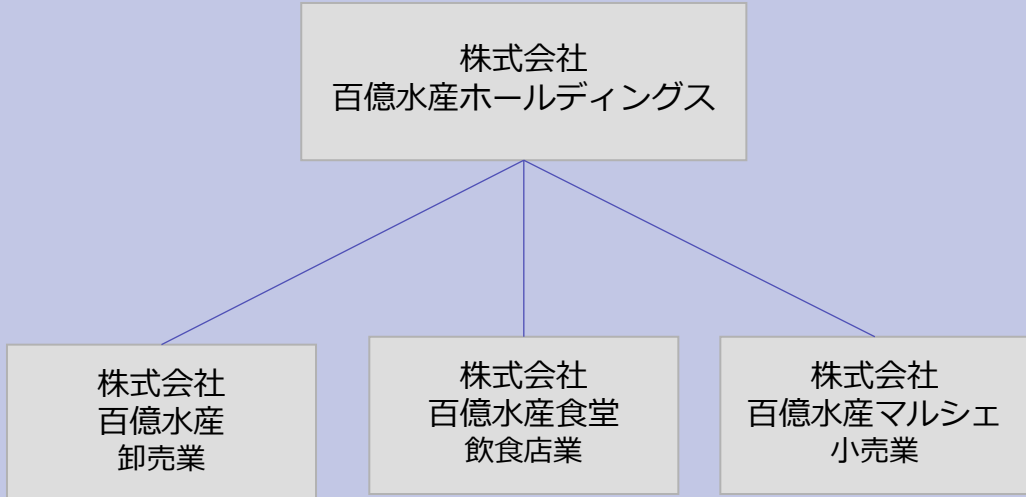 株式会社
百億水産ホールディングス
株式会社
百億水産
卸売業
株式会社
百億水産食堂
飲食店業
株式会社
百億水産マルシェ
小売業